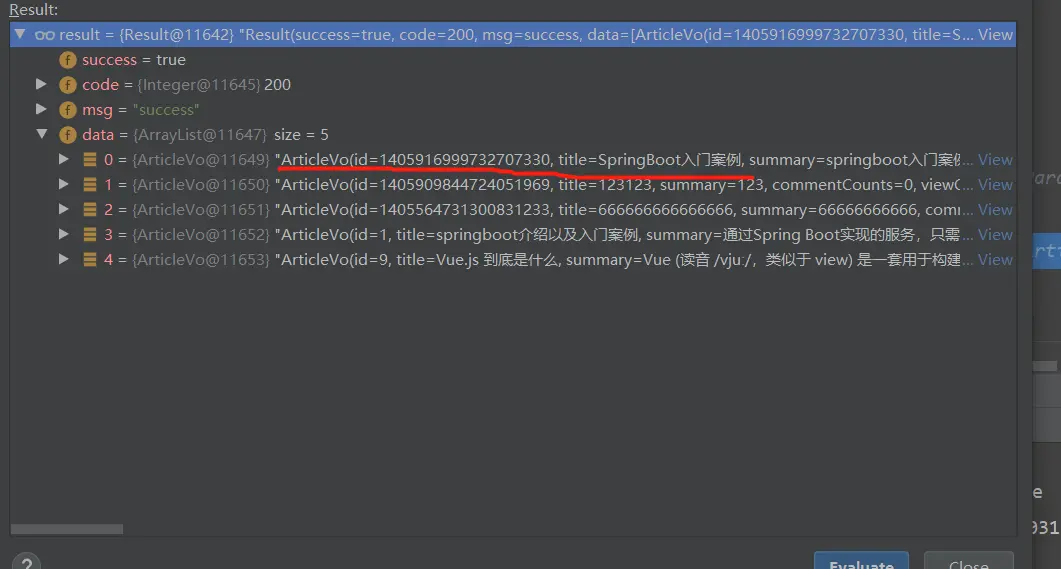 Result:
result = {Result@11642} "Result(success=true, code=200, msg=success, data=[ArticleVo(id=1405916999732707330, title=S... View
f success = true
f code = {Integer@11645} 200
f msg = "success"
f data = {ArrayList@11647} size = 5
0 = {ArticleVo@11649} "ArticleVo(id=1405916999732707330, title=SpringBoot入门案例, summary=springboot入门案... View
1 = {ArticleVo@11650} "ArticleVo(id=1405909844724051969, title=123123, summary=123, commentCounts=0, view... View
2 = {ArticleVo@11651} "ArticleVo(id=1405564731300831233, title=666666666666666, summary=66666666666, com... View
3 = {ArticleVo@11652} "ArticleVo(id=1, title=springboot介绍以及入门案例, summary=通过Spring Boot实现的服务，只需... View
4 = {ArticleVo@11653} "ArticleVo(id=9, title=Vue.js 到底是什么, summary=Vue (读音 /vjuː/，类似于 view) 是一套用于构建... View
e
931
? Evaluate Close